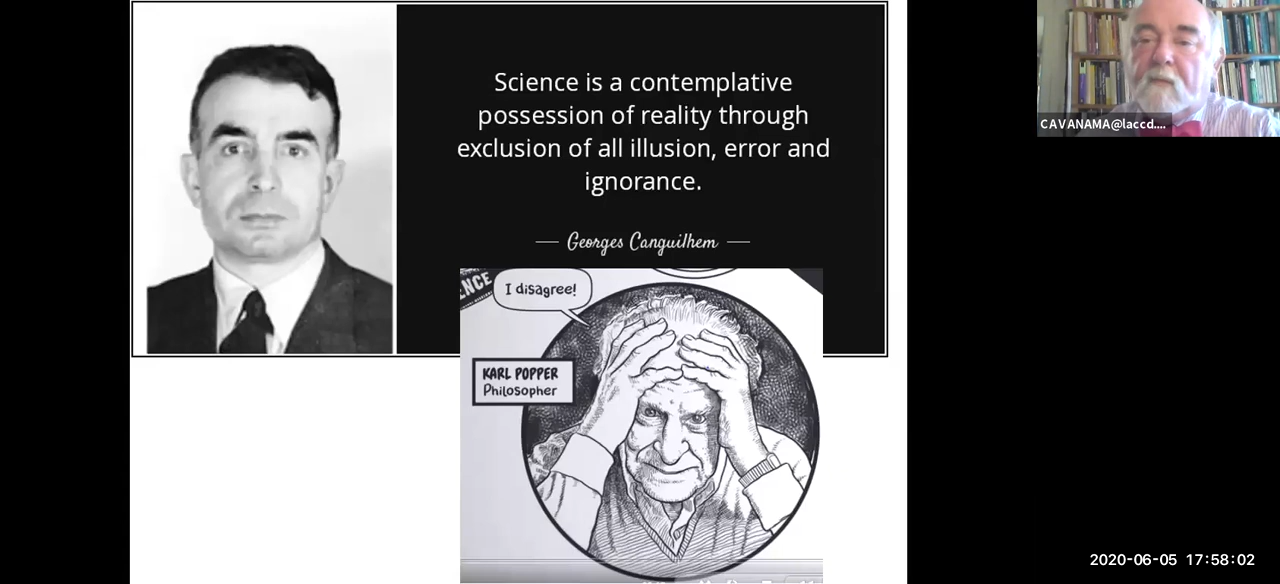 Science is a contemplative
possession of reality through
exclusion of all illusion, error and
ignorance.
— Georges Canguilhem —
NCE
I disagree!
KARL POPPER
Philosopher
CAVANAMA@laccd....
2020-06-05 17:58:02